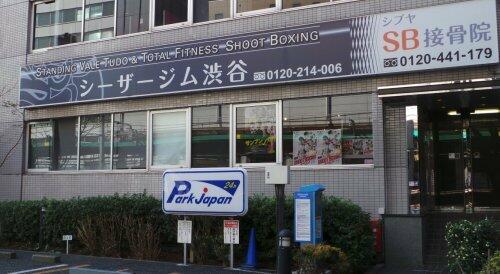 STANDING VALE TUDO & TOTAL FITNESS SHOOT BOXING
シーザージム渋谷
0120-214-006
シブヤ
SB接骨院
0120-441-179
24h
Park Japan